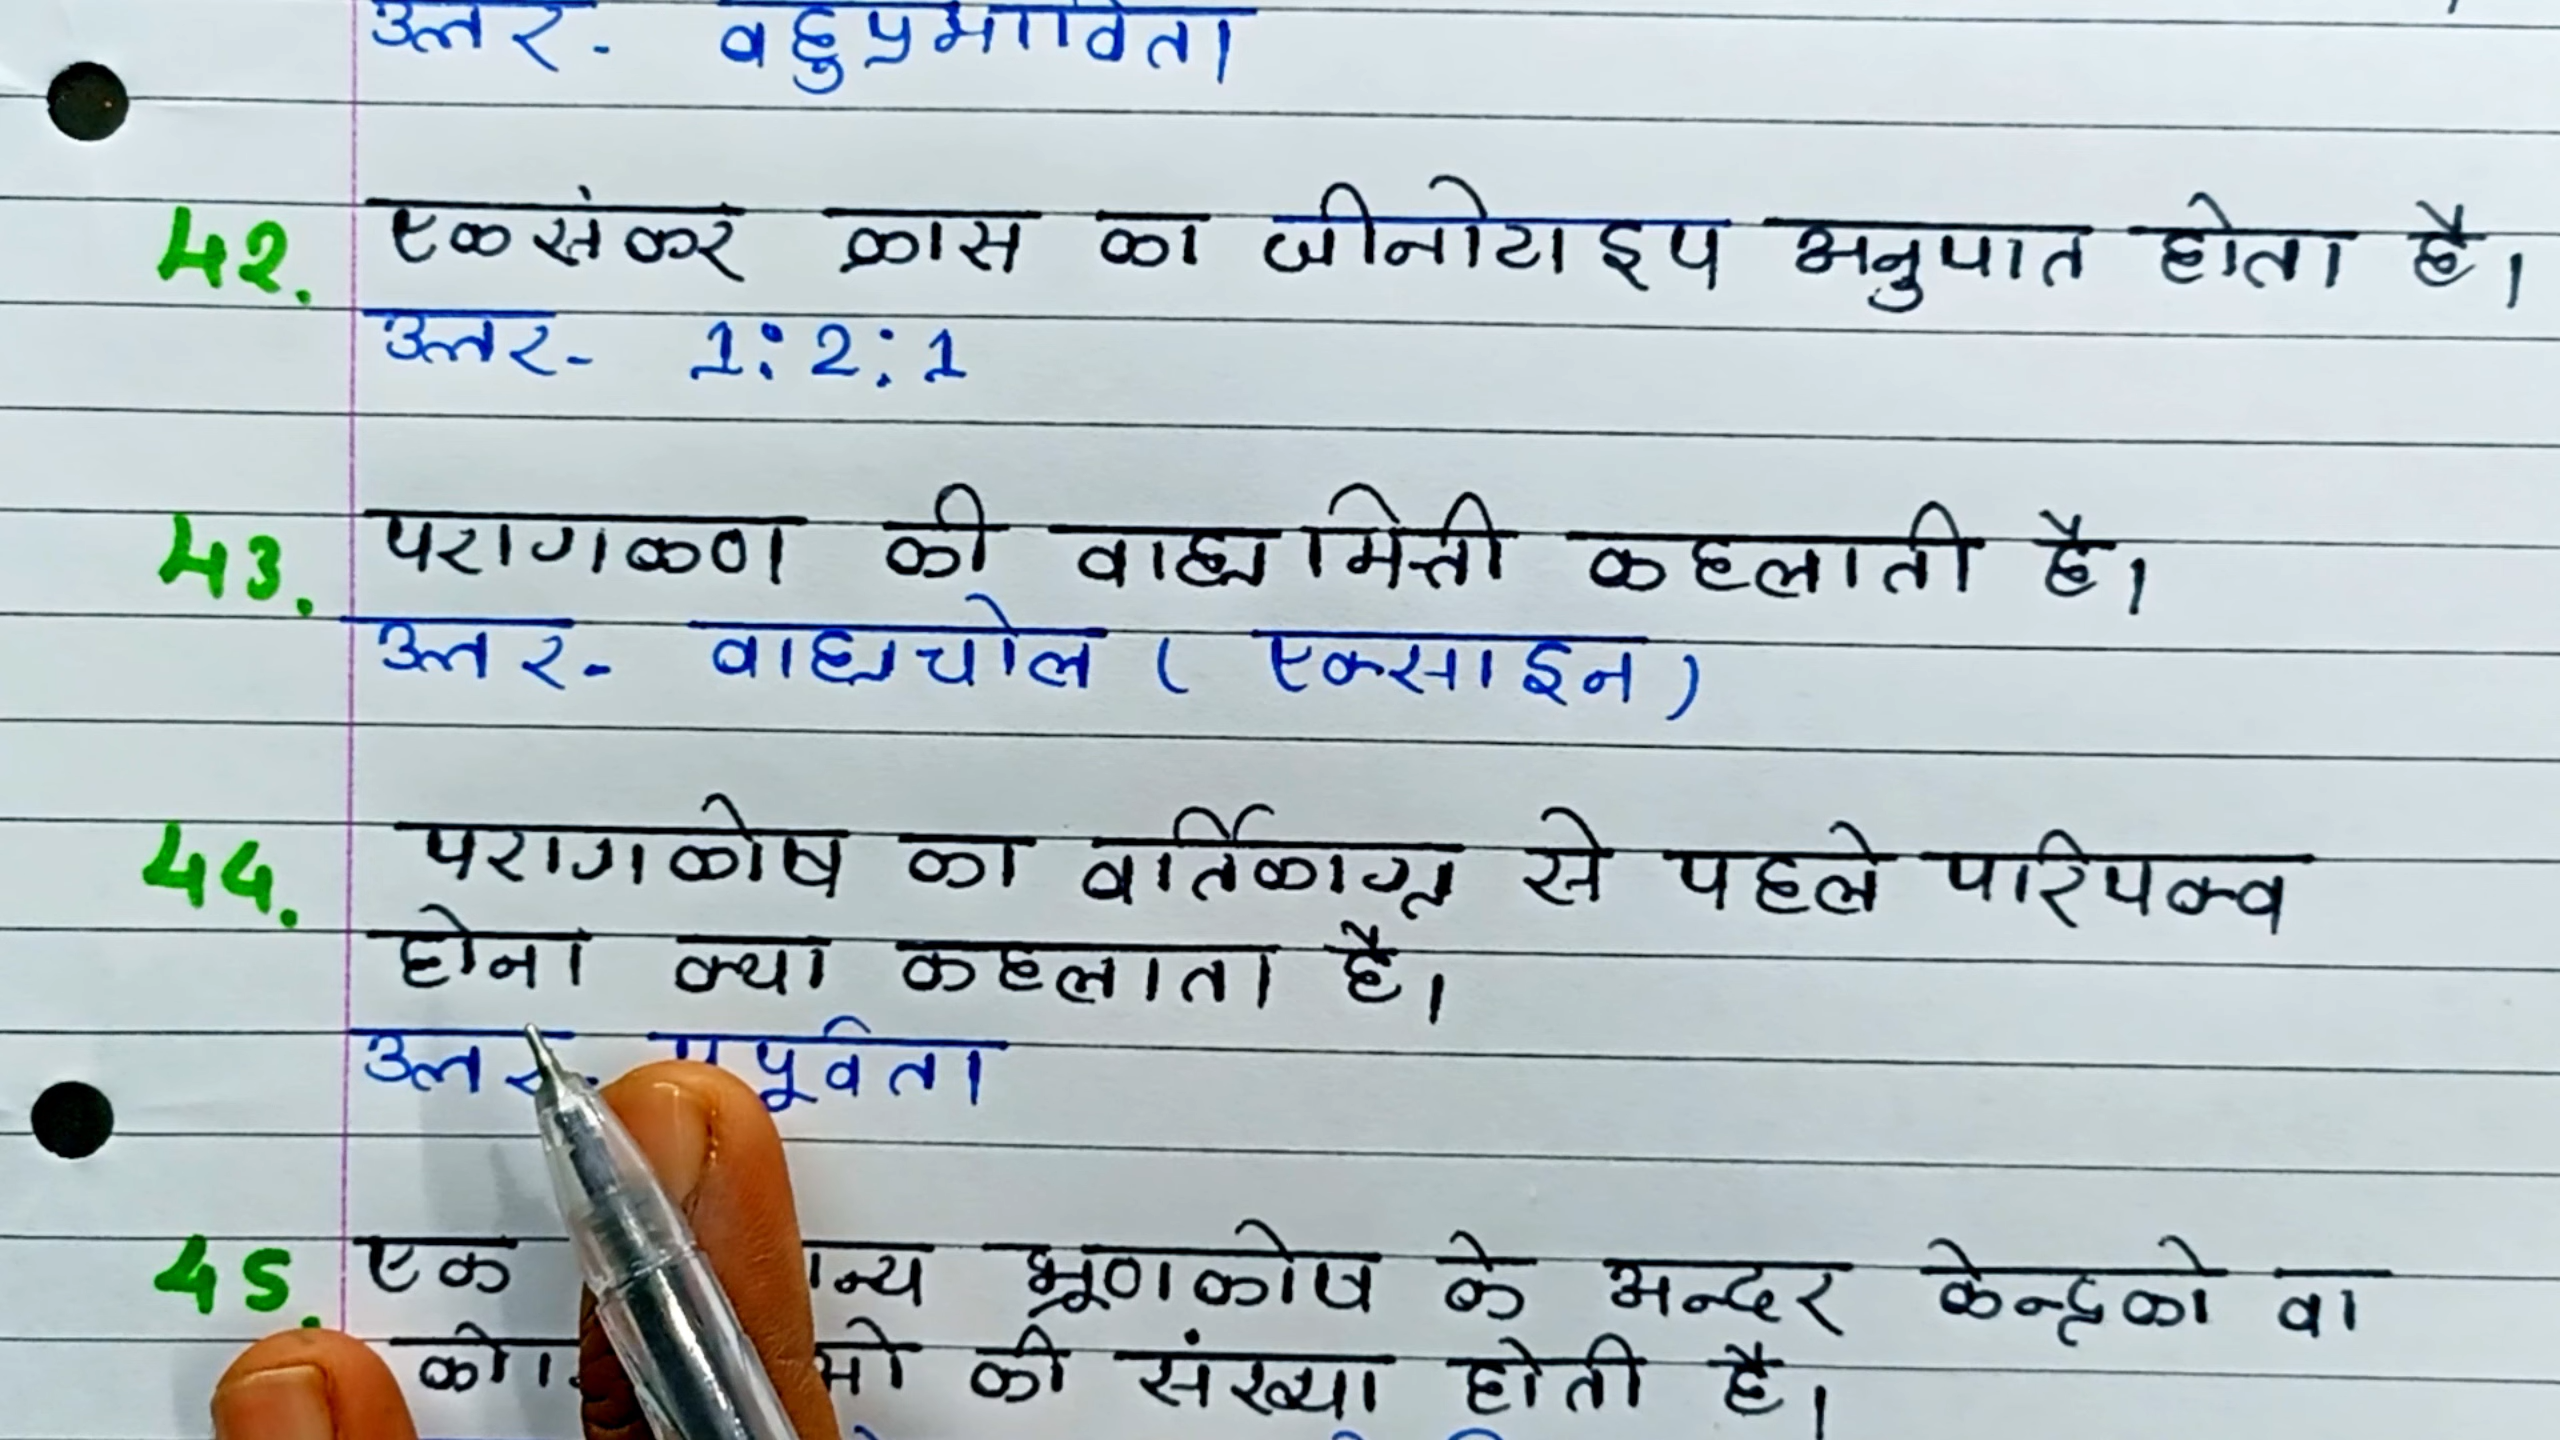 उत्तर- बहुप्रभाविता
42. एकसंकर क्रास का जीनोटाइप अनुपात होता है।
उत्तर- 1:2:1
43. परागकण की वाह्यभित्ती कहलाती है।
उत्तर- वाह्यचोल (एक्साइन)
44. परागकोष का वर्तिकाग्र से पहले परिपक्व
होना क्या कहलाता है।
उत्तर-
45. एक भ्रूणकोष के अन्दर केन्द्रको वा
की संख्या होती है।